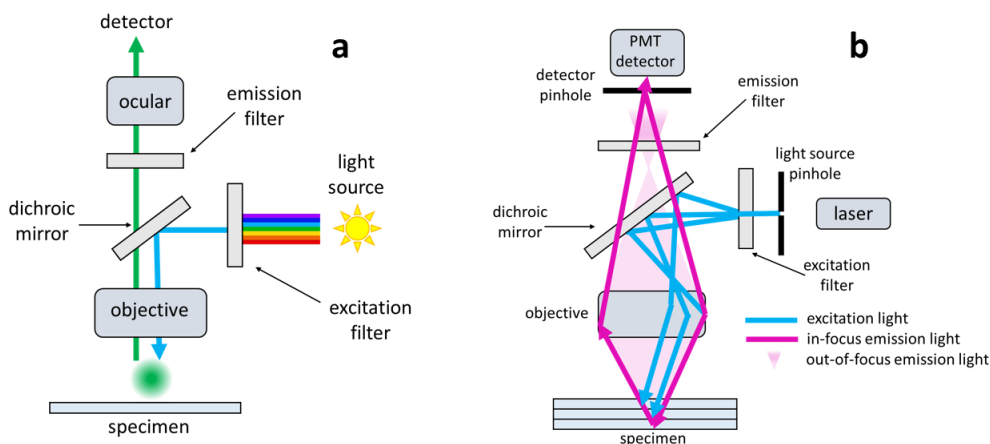 detector
a
ocular
emission
filter
light
source
dichroic
mirror
objective
excitation
filter
specimen
b
PMT
detector
detector
pinhole
emission
filter
light source
pinhole
laser
dichroic
mirror
excitation
filter
objective
excitation light
in-focus emission light
out-of-focus emission light
specimen